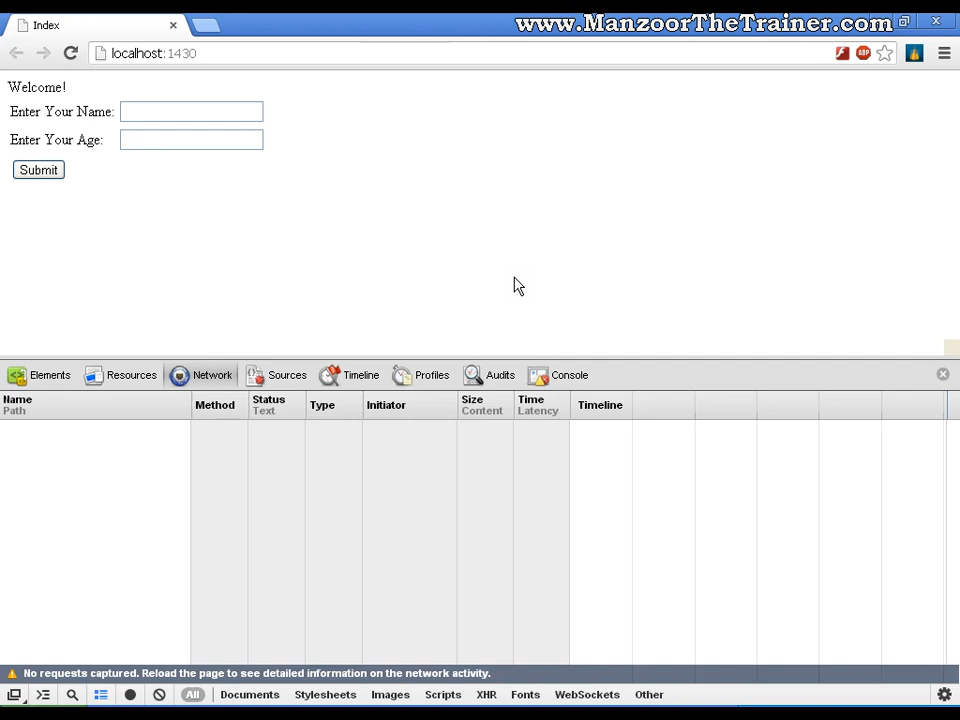 Index
www.ManzoorTheTrainer.com
localhost:1430
ABP
Welcome!
Enter Your Name:
Enter Your Age:
Submit
Elements Resources Network Sources Timeline Profiles Audits Console
Name Method Status Type Initiator Size Time Timeline
Path Text Content Latency
No requests captured. Reload the page to see detailed information on the network activity.
All Documents Stylesheets Images Scripts XHR Fonts WebSockets Other